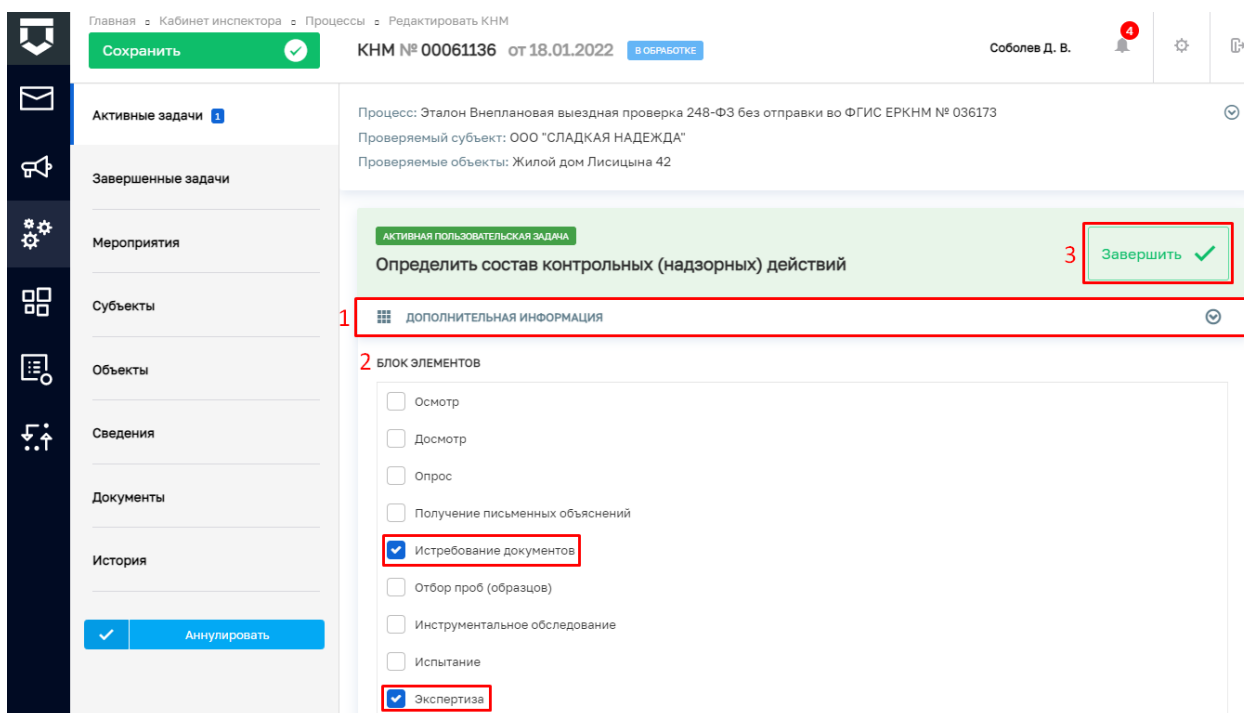 Главная ▫ Кабинет инспектора ▫ Процессы ▫ Редактировать КНМ
Сохранить
КНМ № 00061136 от 18.01.2022 В ОБРАБОТКЕ
Соболев Д. В.
4
Активные задачи 1
Завершенные задачи
Мероприятия
Субъекты
Объекты
Сведения
Документы
История
Аннулировать
Процесс: Эталон Внеплановая выездная проверка 248-ФЗ без отправки во ФГИС ЕРКНМ № 036173
Проверяемый субъект: ООО "СЛАДКАЯ НАДЕЖДА"
Проверяемые объекты: Жилой дом Лисицына 42
АКТИВНАЯ ПОЛЬЗОВАТЕЛЬСКАЯ ЗАДАЧА
Определить состав контрольных (надзорных) действий
3 Завершить
1 ДОПОЛНИТЕЛЬНАЯ ИНФОРМАЦИЯ
2 БЛОК ЭЛЕМЕНТОВ
Осмотр
Досмотр
Опрос
Получение письменных объяснений
Истребование документов
Отбор проб (образцов)
Инструментальное обследование
Испытание
Экспертиза